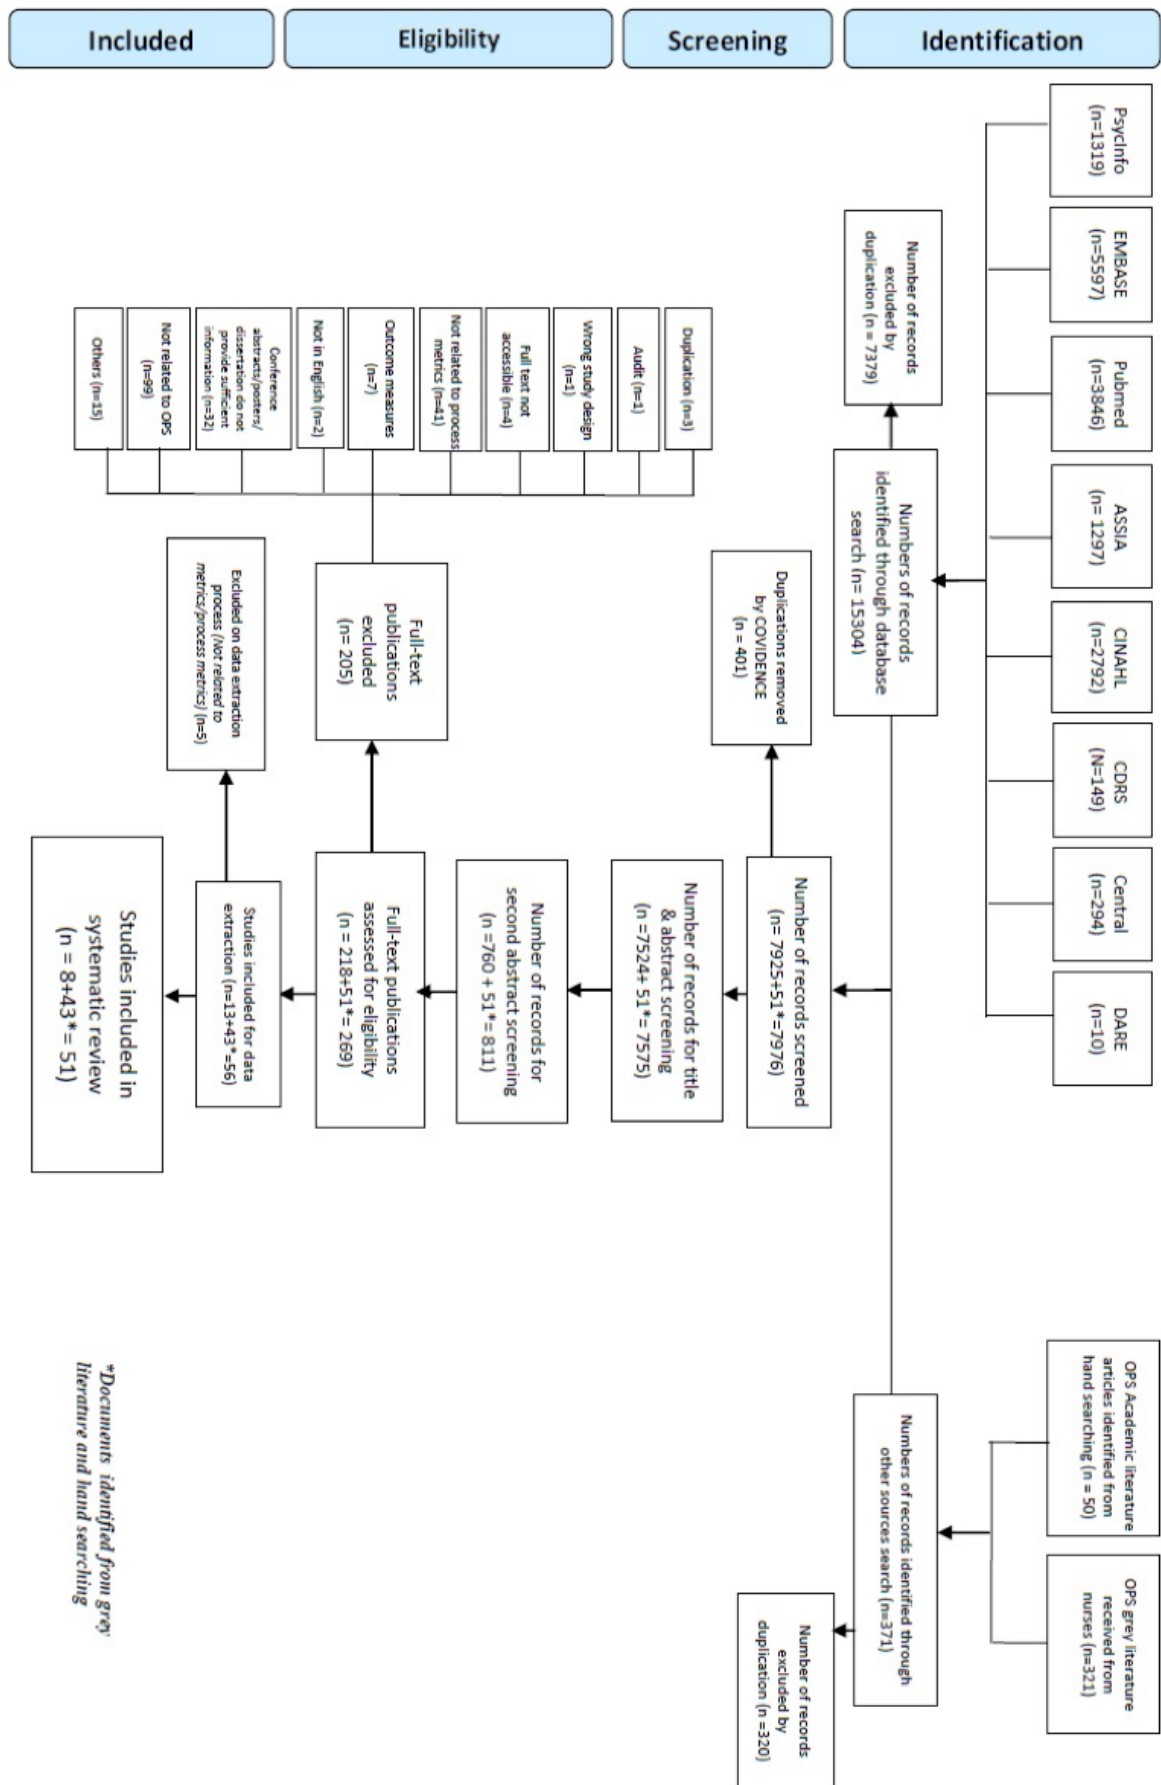 Identification
Screening
Eligibility
Included
PsycInfo
(n=1319)
EMBASE
(n=5597)
Pubmed
(n=3846)
ASSIA
(n= 1297)
CINAHL
(n=2792)
CDRS
(N=149)
Central
(n=294)
DARE
(n=10)
OPS Academic literature
articles identified from
hand searching (n = 50)
OPS grey literature
received from
nurses (n=321)
Number of records
excluded by
duplication (n = 7379)
Numbers of records
identified through database
search (n= 15304)
Numbers of records identified through
other sources search (n=371)
Number of records
excluded by
duplication (n =320)
Duplications removed
by COVIDENCE
(n = 401)
Number of records screened
(n= 7925+51*=7976)
Number of records for title
& abstract screening
(n =7524+ 51*= 7575)
Number of records for
second abstract screening
(n =760 + 51*= 811)
Full-text publications
assessed for eligibility
(n = 218+51*= 269)
Full-text
publications
excluded
(n= 205)
Duplication (n=3)
Audit (n=1)
Wrong study design
(n=1)
Full text not
accessible (n=4)
Not related to process
metrics (n=41)
Outcome measures
(n=7)
Not in English (n=2)
Conference
abstracts/posters/
dissertation do not
provide sufficient
information (n=32)
Not related to OPS
(n=99)
Others (n=15)
Excluded on data extraction
process (Not related to
metrics/process metrics) (n=5)
Studies included for data
extraction (n=13+43*=56)
Studies included in
systematic review
(n = 8+43*= 51)
*Documents identified from grey
literature and hand searching